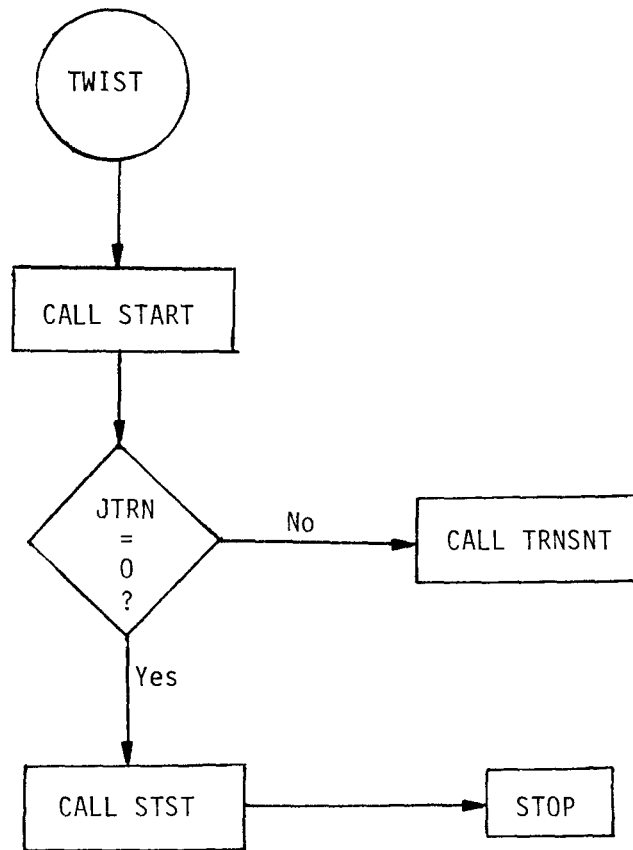 TWIST
CALL START
JTRN
=
0
?
No
CALL TRNSNT
Yes
CALL STST
STOP